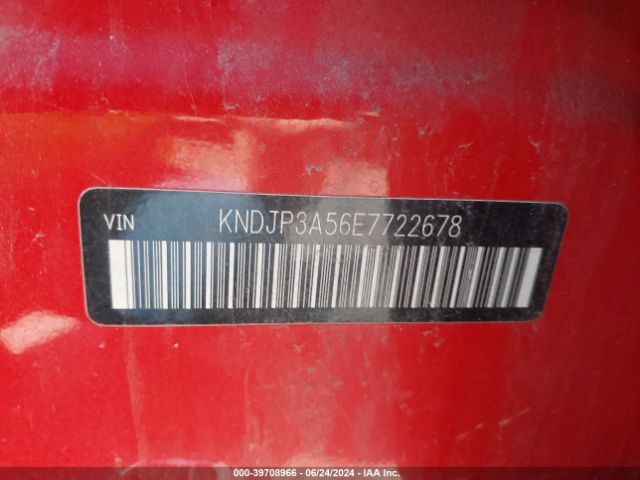 VIN KNDJP3A56E7722678
000-39708966 — 06/24/2024 — IAA Inc.